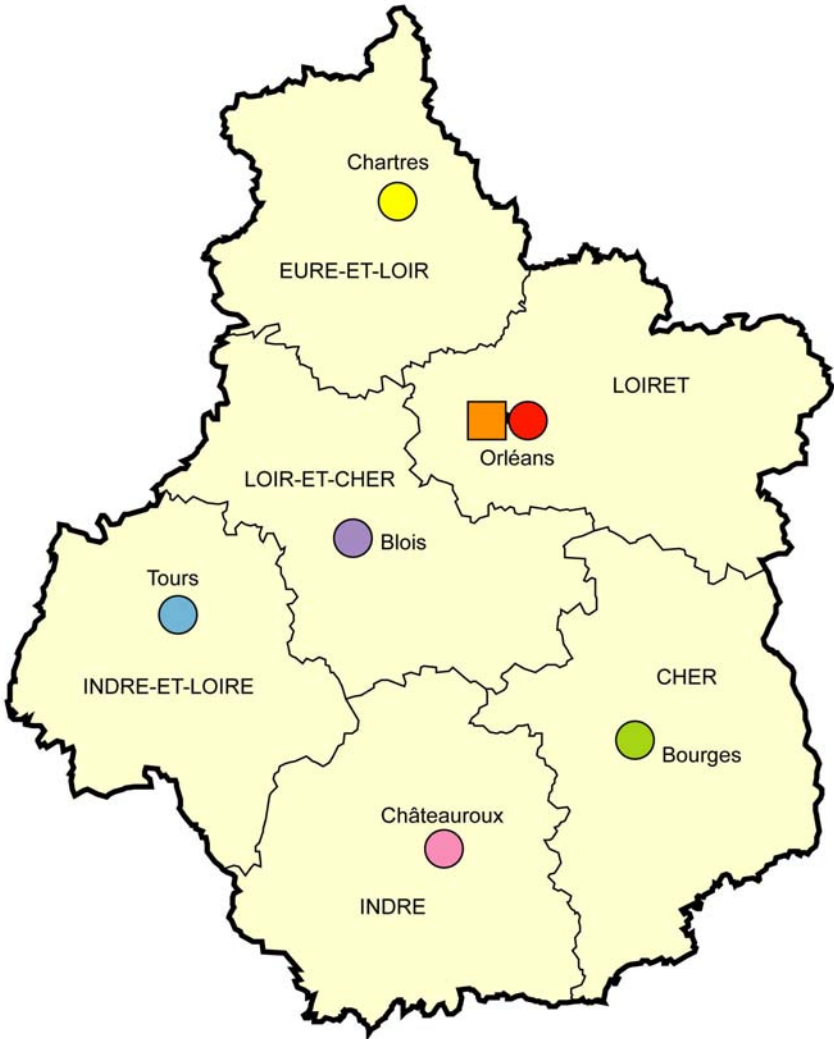 Chartres
EURE-ET-LOIR
LOIRET
Orléans
LOIR-ET-CHER
Blois
Tours
INDRE-ET-LOIRE
CHER
Bourges
Châteauroux
INDRE